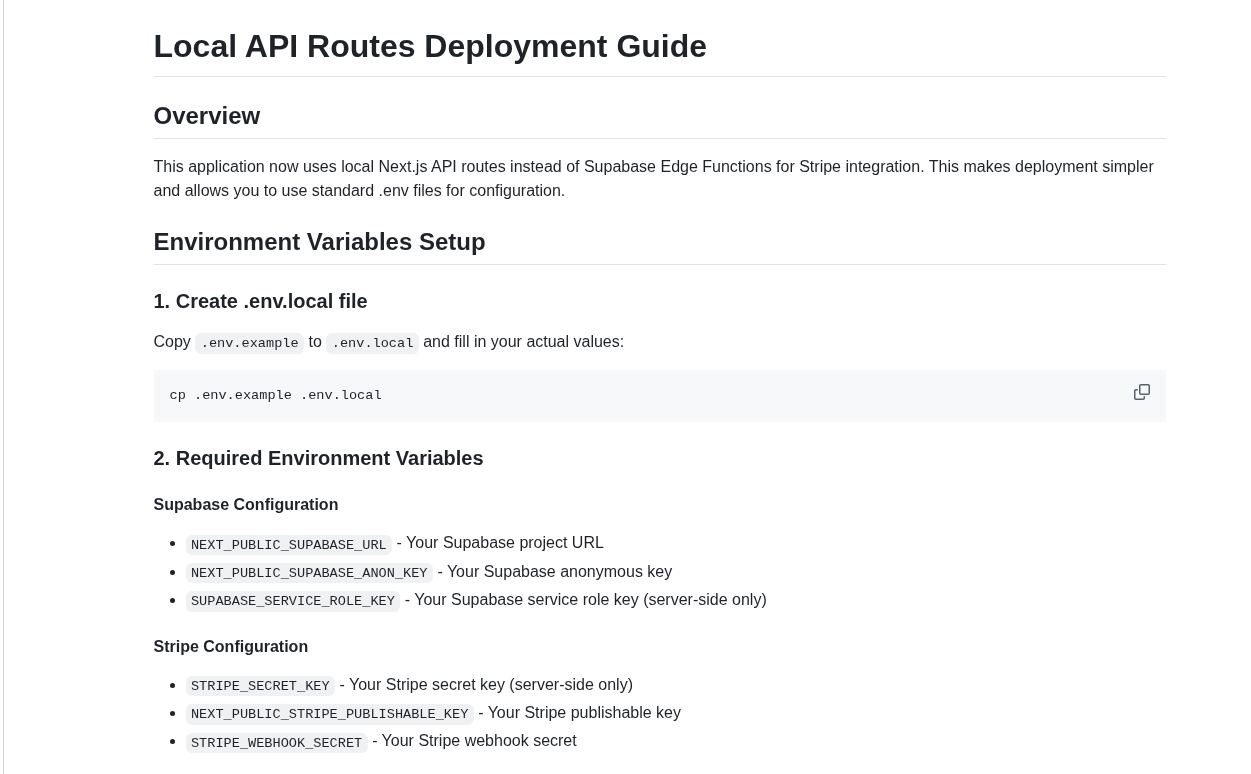 Local API Routes Deployment Guide
Overview
This application now uses local Next.js API routes instead of Supabase Edge Functions for Stripe integration. This makes deployment simpler
and allows you to use standard .env files for configuration.
Environment Variables Setup
1. Create .env.local file
Copy .env.example to .env.local and fill in your actual values:
cp .env.example .env.local
2. Required Environment Variables
Supabase Configuration
• NEXT_PUBLIC_SUPABASE_URL - Your Supabase project URL
• NEXT_PUBLIC_SUPABASE_ANON_KEY - Your Supabase anonymous key
• SUPABASE_SERVICE_ROLE_KEY - Your Supabase service role key (server-side only)
Stripe Configuration
• STRIPE_SECRET_KEY - Your Stripe secret key (server-side only)
• NEXT_PUBLIC_STRIPE_PUBLISHABLE_KEY - Your Stripe publishable key
• STRIPE_WEBHOOK_SECRET - Your Stripe webhook secret